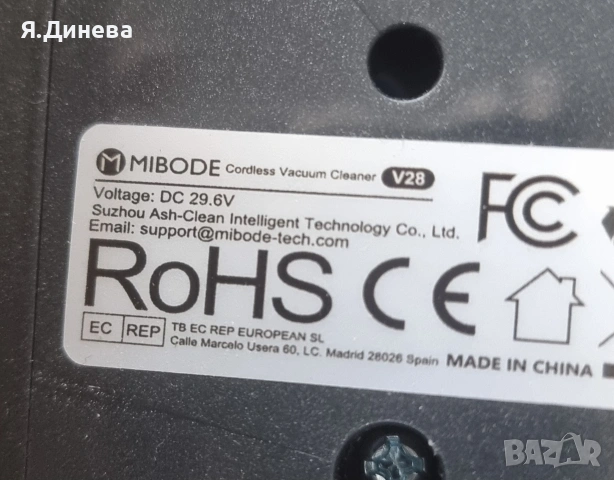 Я.Динева
MIBODE Cordless Vacuum Cleaner V28
Voltage: DC 29.6V
Suzhou Ash-Clean Intelligent Technology Co., Ltd.
Email: support@mibode-tech.com
FC
RoHS CE
EC REP
TB EC REP EUROPEAN SL
Calle Marcelo Usera 60, LC. Madrid 28026 Spain
MADE IN CHINA
BAZAR